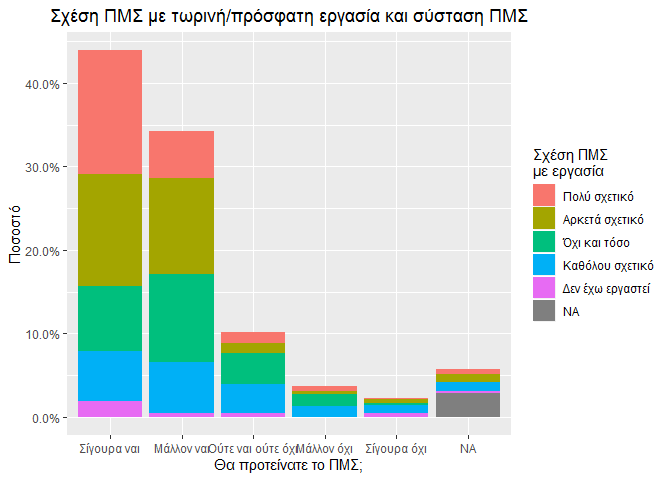 Σχέση ΠΜΣ με τωρινή/πρόσφατη εργασία και σύσταση ΠΜΣ
Ποσοστό
40.0%
30.0%
20.0%
10.0%
0.0%
Σίγουρα ναι
Μάλλον ναι
Ούτε ναι ούτε όχι
Μάλλον όχι
Σίγουρα όχι
NA
Θα προτείνατε το ΠΜΣ;
Σχέση ΠΜΣ
με εργασία
Πολύ σχετικό
Αρκετά σχετικό
Όχι και τόσο
Καθόλου σχετικό
Δεν έχω εργαστεί
NA